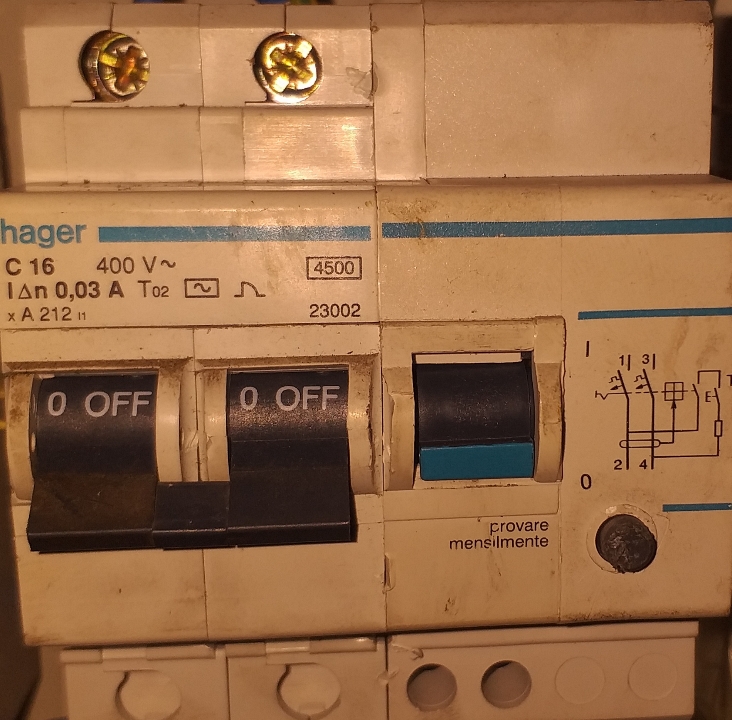 hager
C 16 400 V~ 4500
I∆n 0,03 A T02
x A 212 I1 23002
0 OFF 0 OFF
I
1 3
T
E
2 4
0
provare
mensilmente